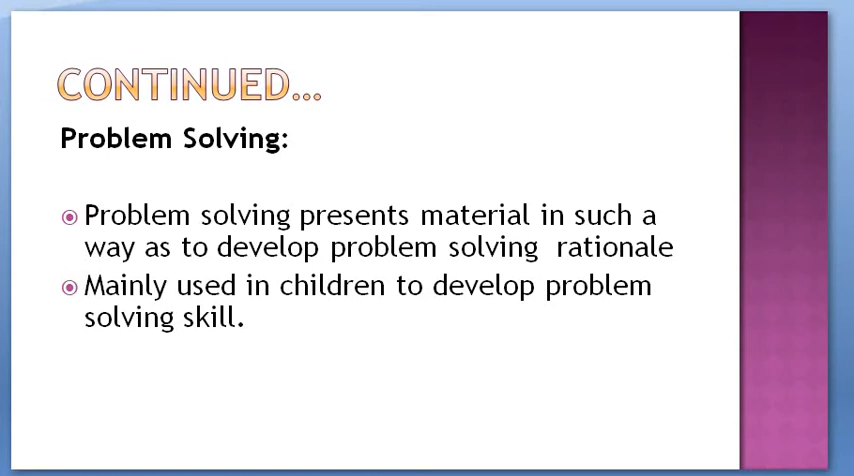 CONTINUED...
Problem Solving:
Problem solving presents material in such a
way as to develop problem solving rationale
Mainly used in children to develop problem
solving skill.